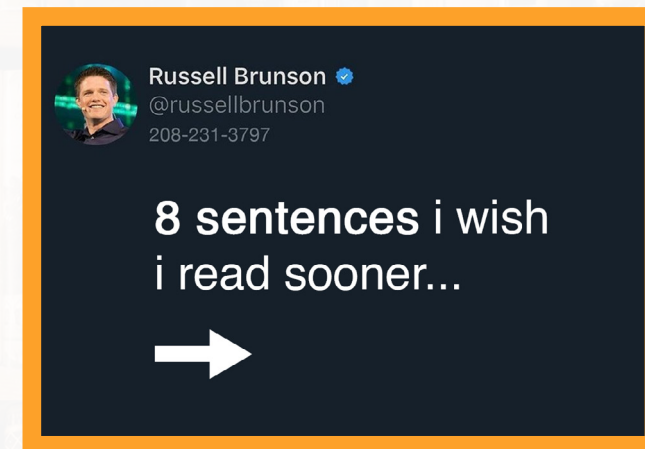 Russell Brunson
@russellbrunson
208-231-3797
8 sentences i wish
i read sooner...